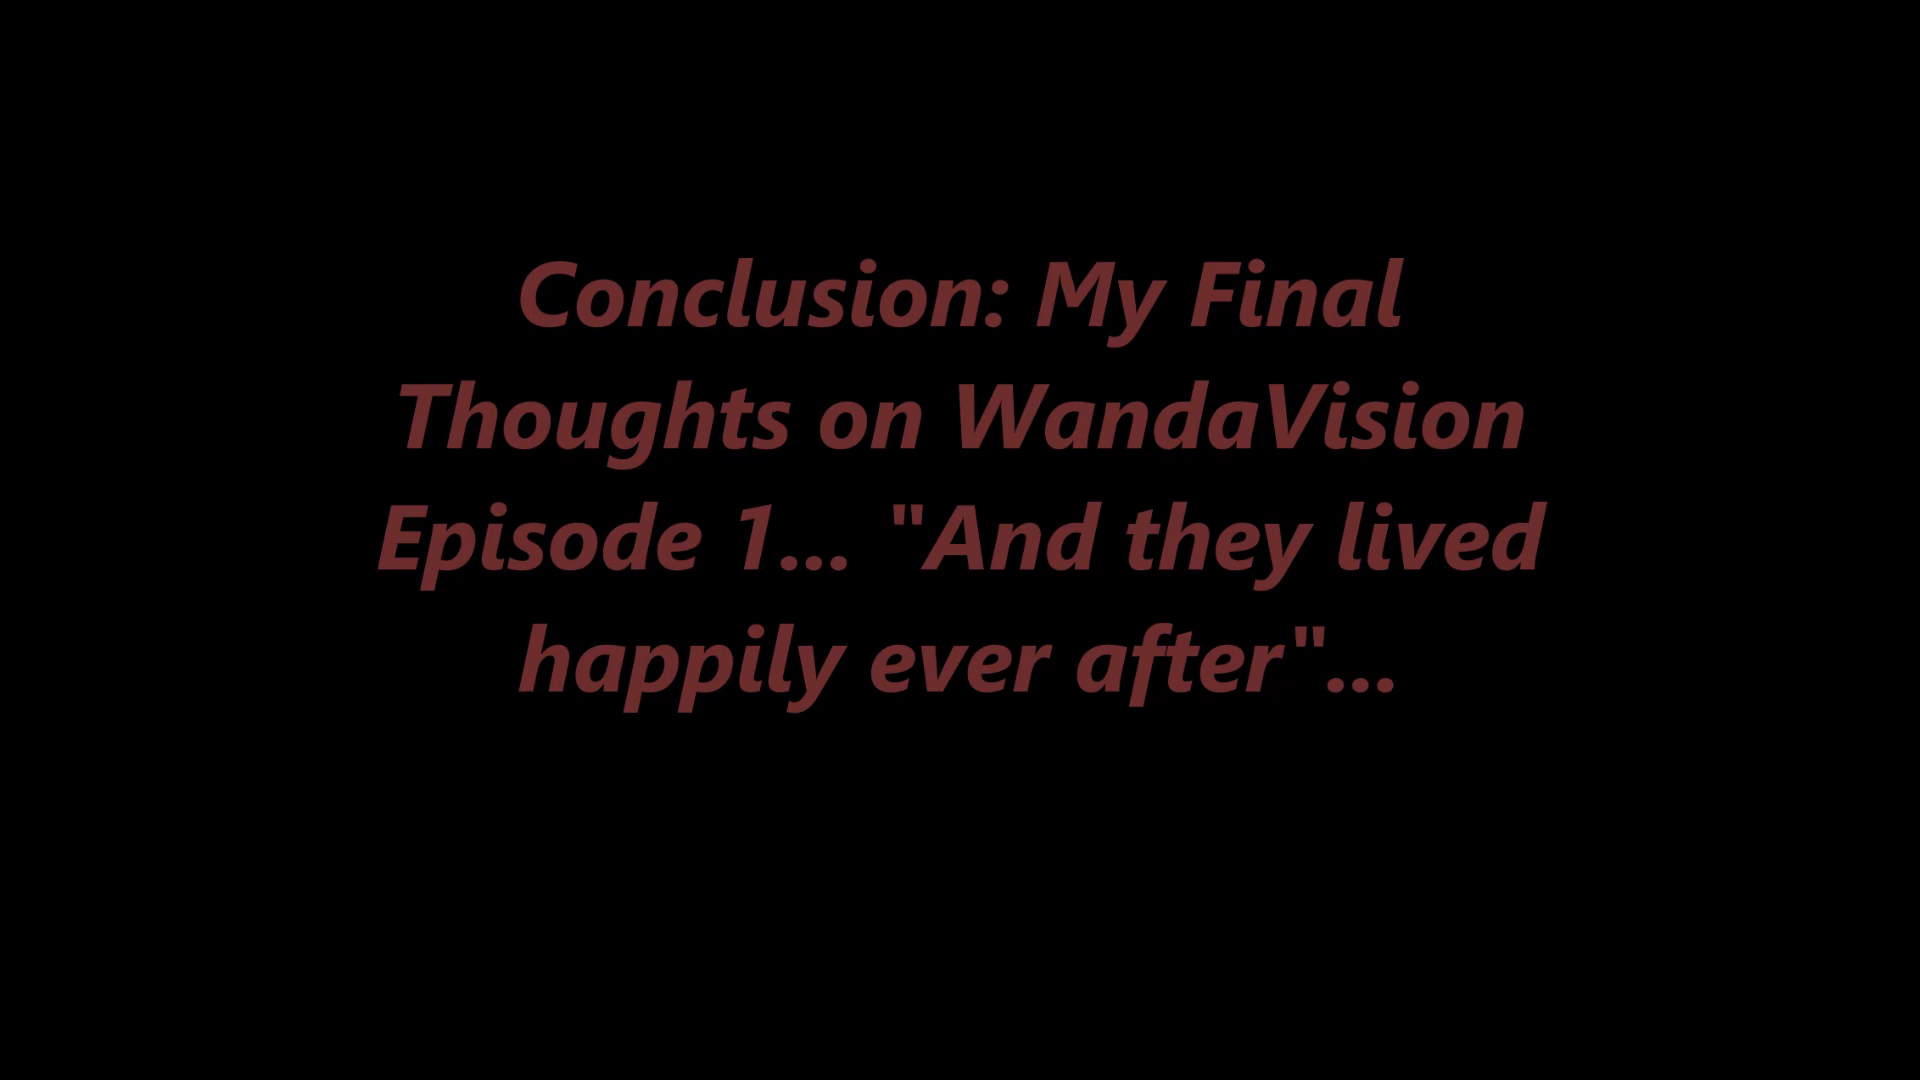 Conclusion: My Final
Thoughts on WandaVision
Episode 1... "And they lived
happily ever after"...